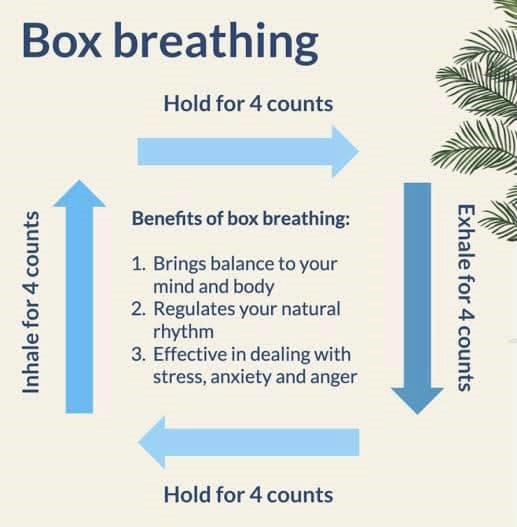 Box breathing
Hold for 4 counts
Inhale for 4 counts
Benefits of box breathing:
1. Brings balance to your
mind and body
2. Regulates your natural
rhythm
3. Effective in dealing with
stress, anxiety and anger
Exhale for 4 counts
Hold for 4 counts